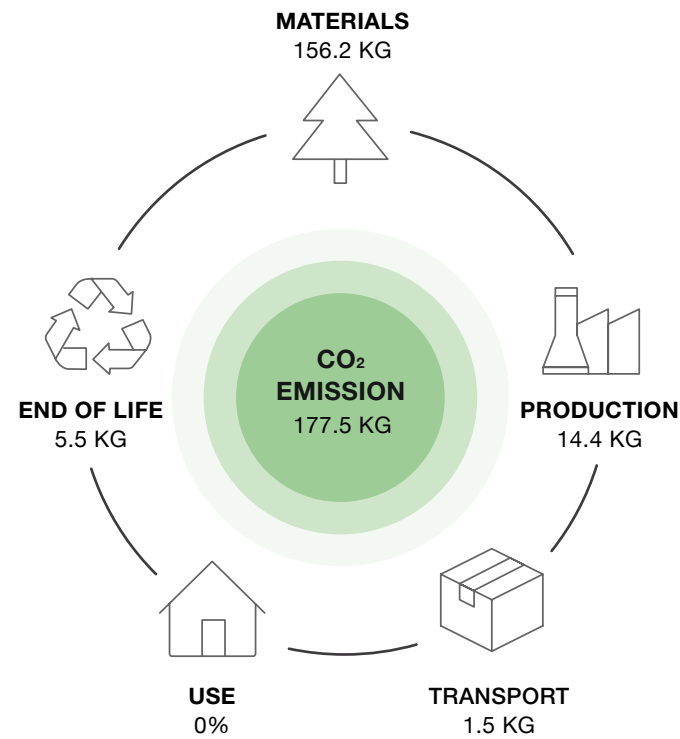 MATERIALS
156.2 KG
CO₂
EMISSION
177.5 KG
END OF LIFE
5.5 KG
PRODUCTION
14.4 KG
USE
0%
TRANSPORT
1.5 KG